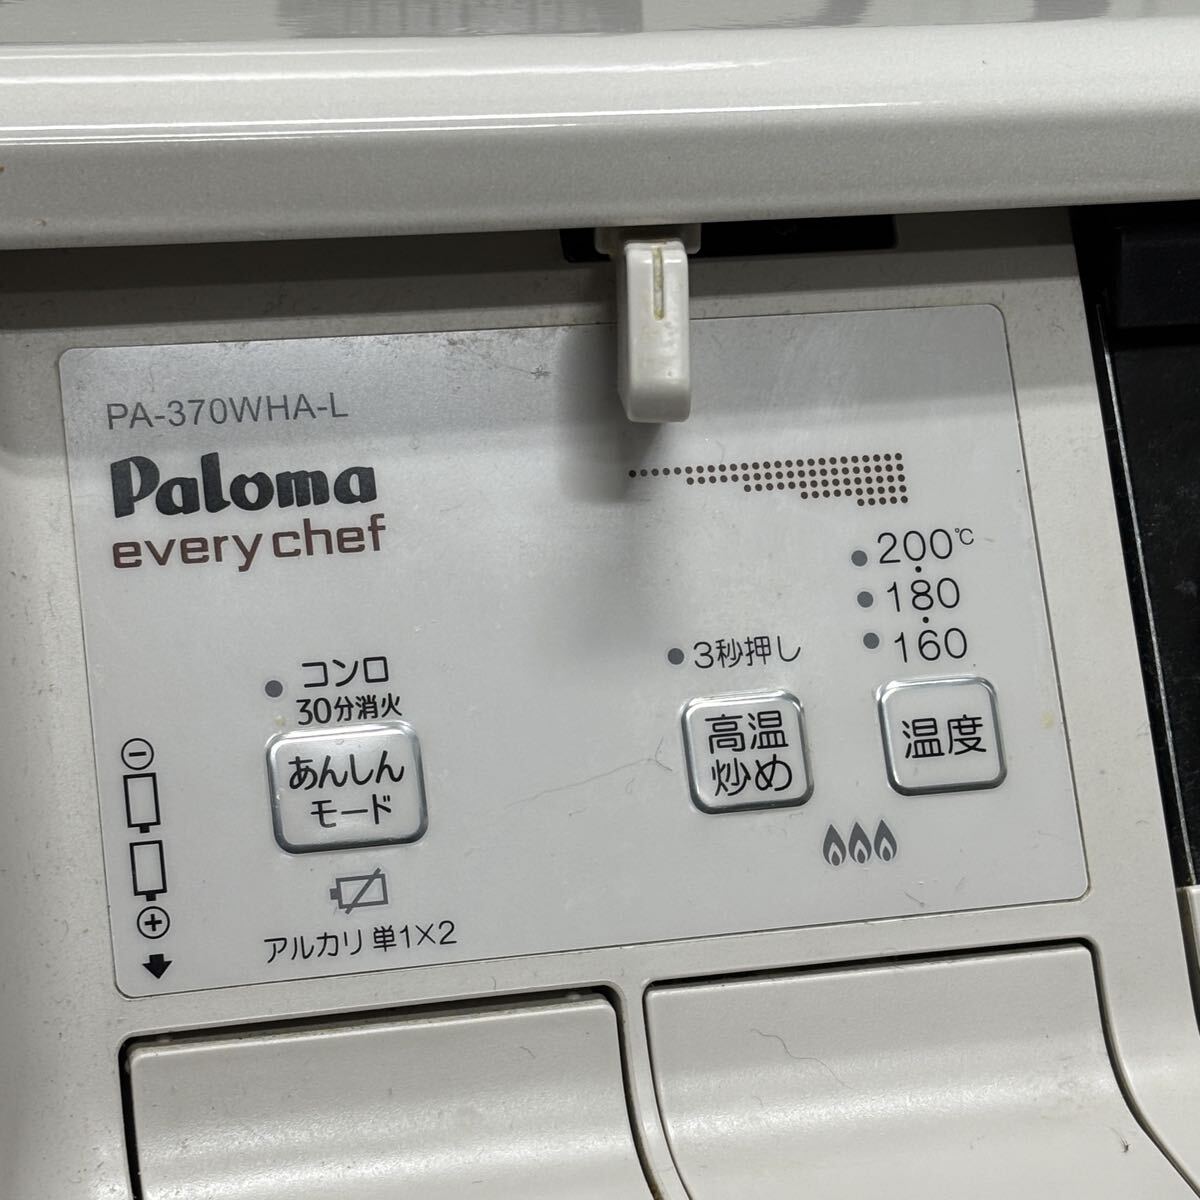 PA-370WHA-L
Paloma
every chef
200℃
180
160
3秒押し
コンロ
30分消火
高温
炒め
温度
あんしん
モード
アルカリ 単1×2